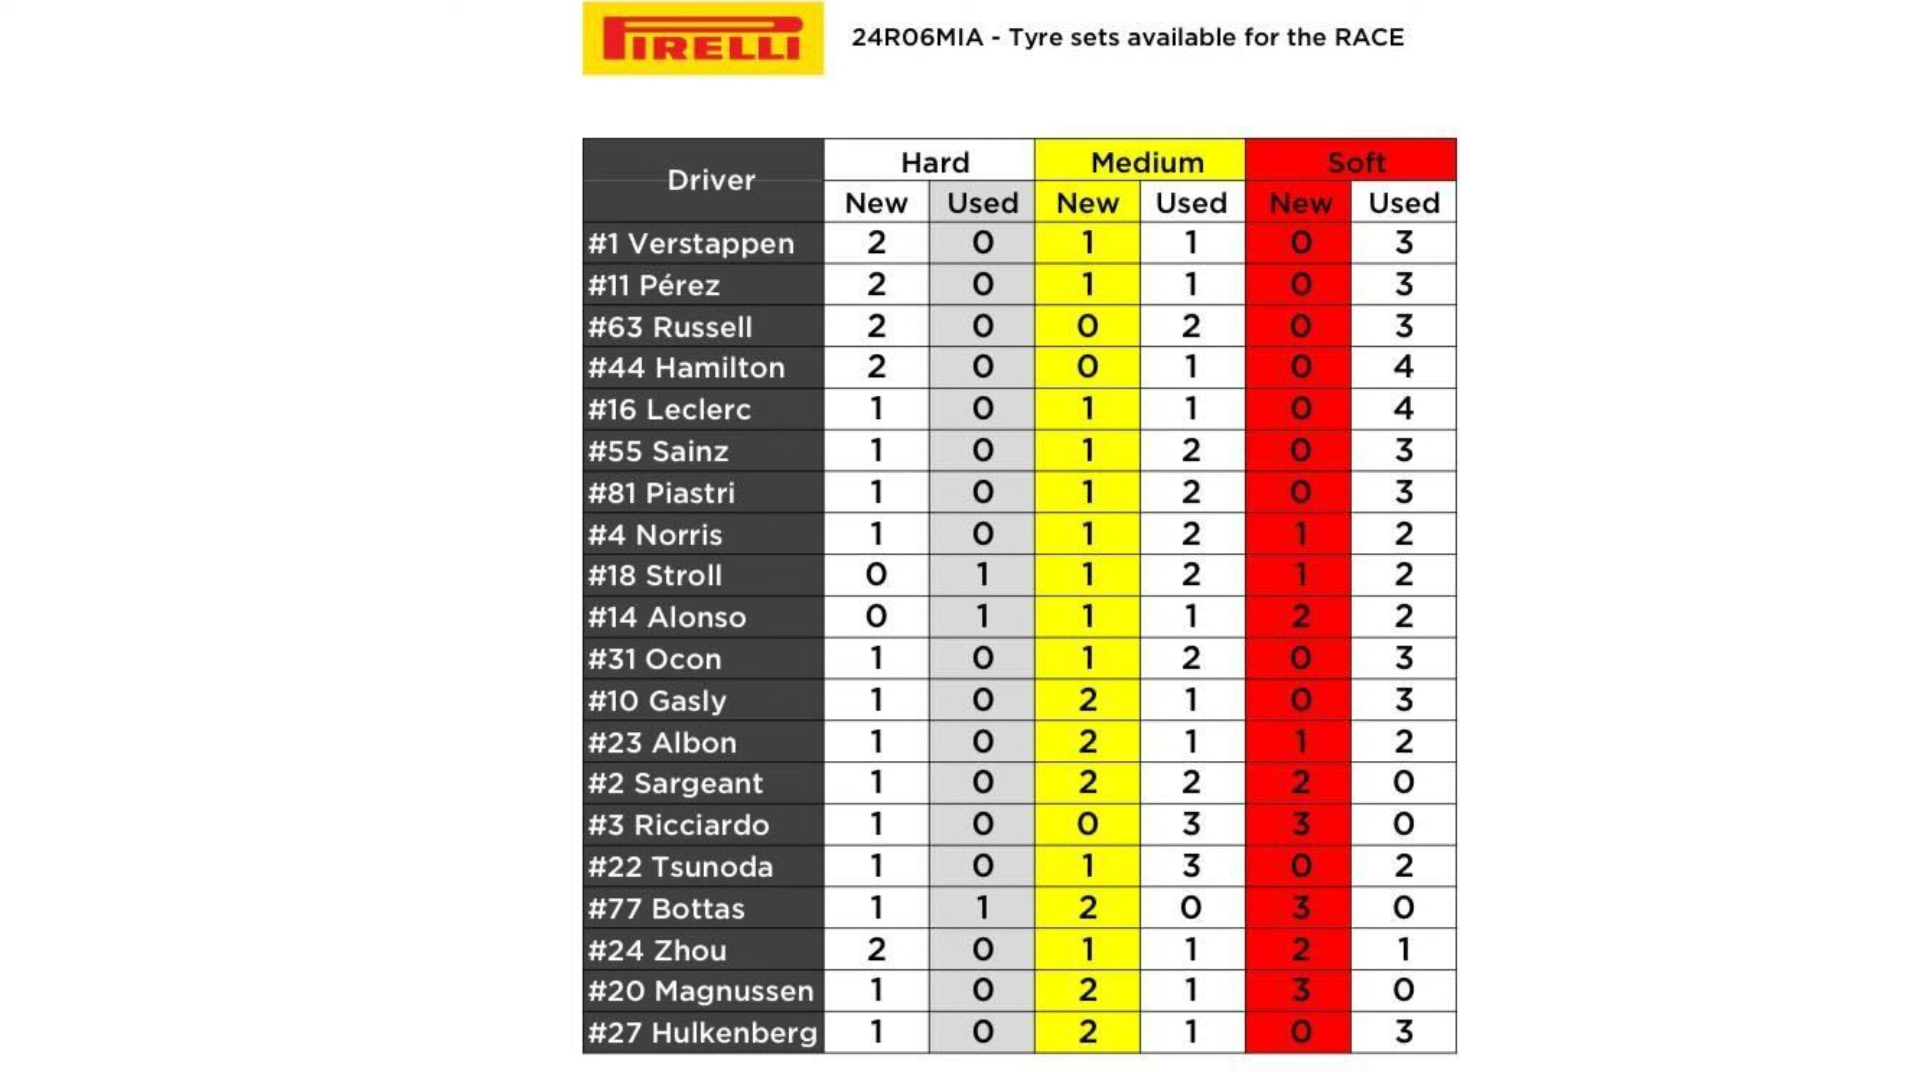 PIRELLI
24R06MIA - Tyre sets available for the RACE
Driver Hard Medium Soft
New Used New Used New Used
#1 Verstappen 2 0 1 1 0 3
#11 Pérez 2 0 1 1 0 3
#63 Russell 2 0 0 2 0 3
#44 Hamilton 2 0 0 1 0 4
#16 Leclerc 1 0 1 1 0 4
#55 Sainz 1 0 1 2 0 3
#81 Piastri 1 0 1 2 0 3
#4 Norris 1 0 1 2 1 2
#18 Stroll 0 1 1 2 1 2
#14 Alonso 0 1 1 1 2 2
#31 Ocon 1 0 1 2 0 3
#10 Gasly 1 0 2 1 0 3
#23 Albon 1 0 2 1 1 2
#2 Sargeant 1 0 2 2 2 0
#3 Ricciardo 1 0 0 3 3 0
#22 Tsunoda 1 0 1 3 0 2
#77 Bottas 1 1 2 0 3 0
#24 Zhou 2 0 1 1 2 1
#20 Magnussen 1 0 2 1 3 0
#27 Hulkenberg 1 0 2 1 0 3